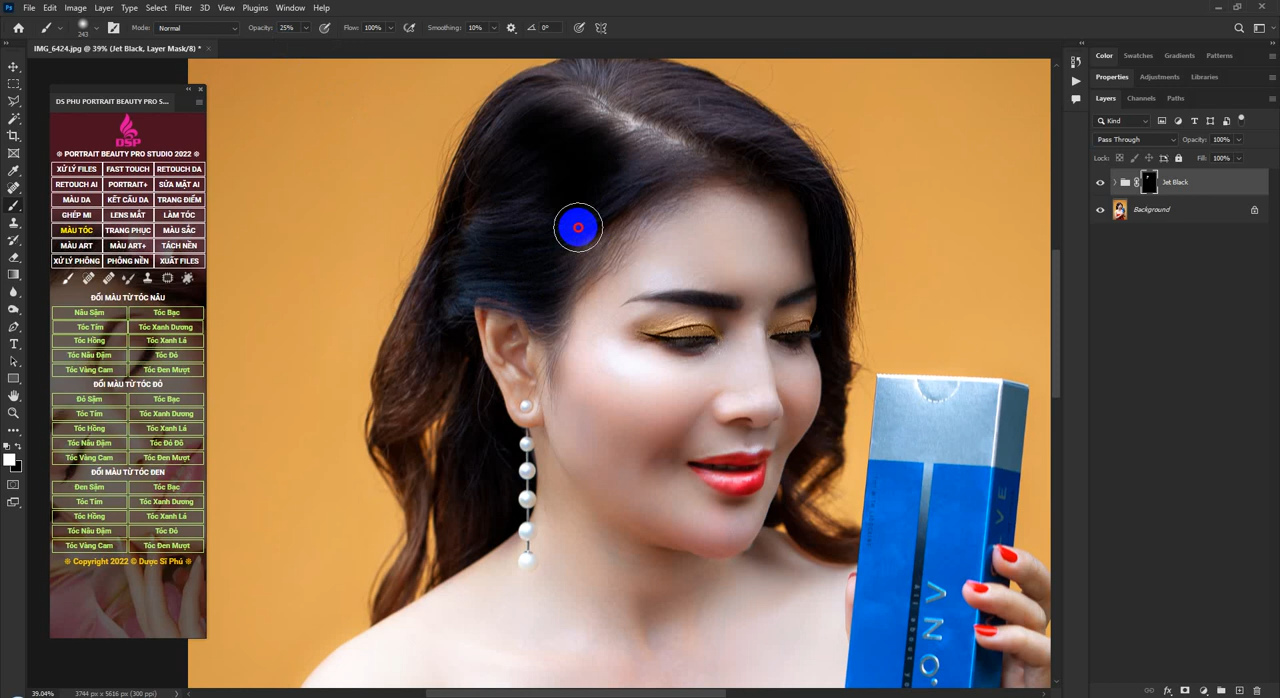 File Edit Image Layer Type Select Filter 3D View Plugins Window Help
243 Mode: Normal Opacity: 25% Flow: 100% Smoothing: 10% 0°
IMG_6424.jpg @ 39% (Jet Black, Layer Mask/8) *
DS PHU PORTRAIT BEAUTY PRO S...
DSP
❊ PORTRAIT BEAUTY PRO STUDIO 2022 ❊
XỬ LÝ FILES FAST TOUCH RETOUCH DA
RETOUCH AI PORTRAIT+ SỬA MẶT AI
MÀU DA KẾT CẤU DA TRANG ĐIỂM
GHÉP MI LENS MẮT LÀM TÓC
MÀU TÓC TRANG PHỤC MÀU SẮC
MÀU ART MÀU ART+ TÁCH NỀN
XỬ LÝ PHÔNG PHÔNG NỀN XUẤT FILES
ĐỔI MÀU TỪ TÓC NÂU
Nâu Sậm Tóc Bạc
Tóc Tím Tóc Xanh Dương
Tóc Hồng Tóc Xanh Lá
Tóc Nâu Đậm Tóc Đỏ
Tóc Vàng Cam Tóc Đen Mượt
ĐỔI MÀU TỪ TÓC ĐỎ
Đỏ Sậm Tóc Bạc
Tóc Tím Tóc Xanh Dương
Tóc Hồng Tóc Xanh Lá
Tóc Nâu Đậm Tóc Đỏ Đô
Tóc Vàng Cam Tóc Đen Mượt
ĐỔI MÀU TỪ TÓC ĐEN
Đen Sậm Tóc Bạc
Tóc Tím Tóc Xanh Dương
Tóc Hồng Tóc Xanh Lá
Tóc Nâu Đậm Tóc Đỏ
Tóc Vàng Cam Tóc Đen Mượt
❊ Copyright 2022 © Dược Sĩ Phú ❊
Color Swatches Gradients Patterns
Properties Adjustments Libraries
Layers Channels Paths
Kind
Pass Through Opacity: 100%
Lock: Fill: 100%
Jet Black
Background
39.04% 3744 px x 5616 px (300 ppi)